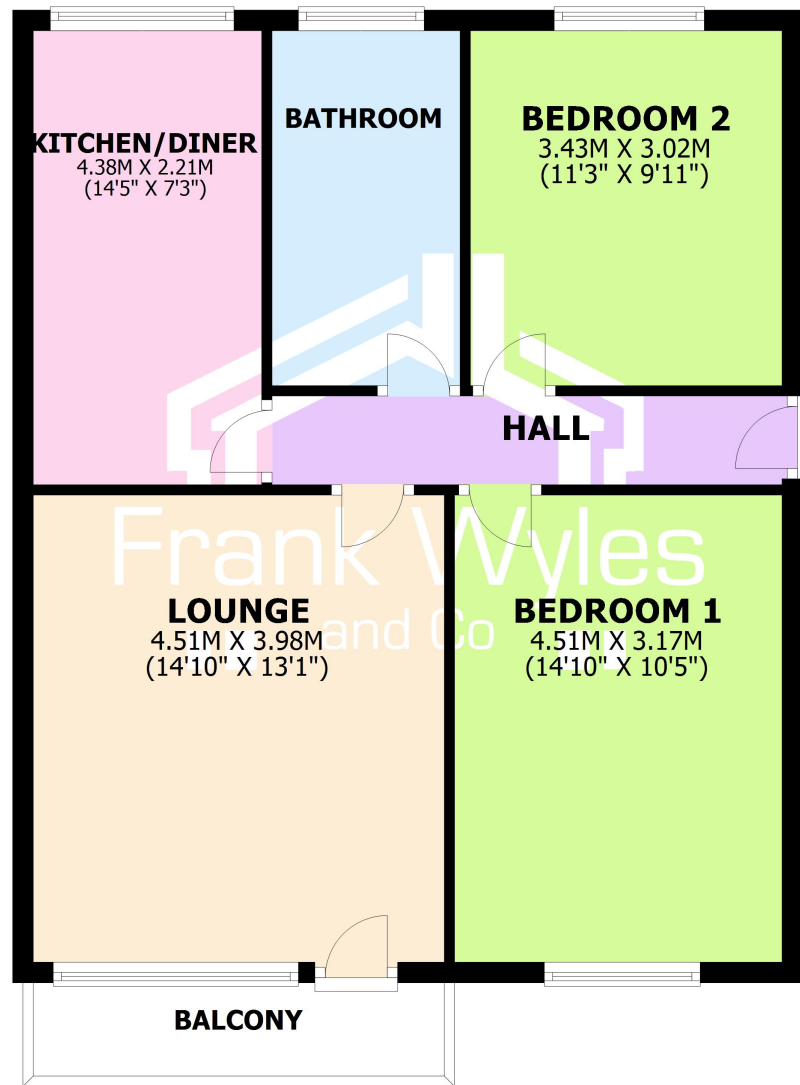 KITCHEN/DINER
4.38M X 2.21M
(14'5" X 7'3")
BATHROOM
BEDROOM 2
3.43M X 3.02M
(11'3" X 9'11")
HALL
Frank Wyles
and Co
LOUNGE
4.51M X 3.98M
(14'10" X 13'1")
BEDROOM 1
4.51M X 3.17M
(14'10" X 10'5")
BALCONY